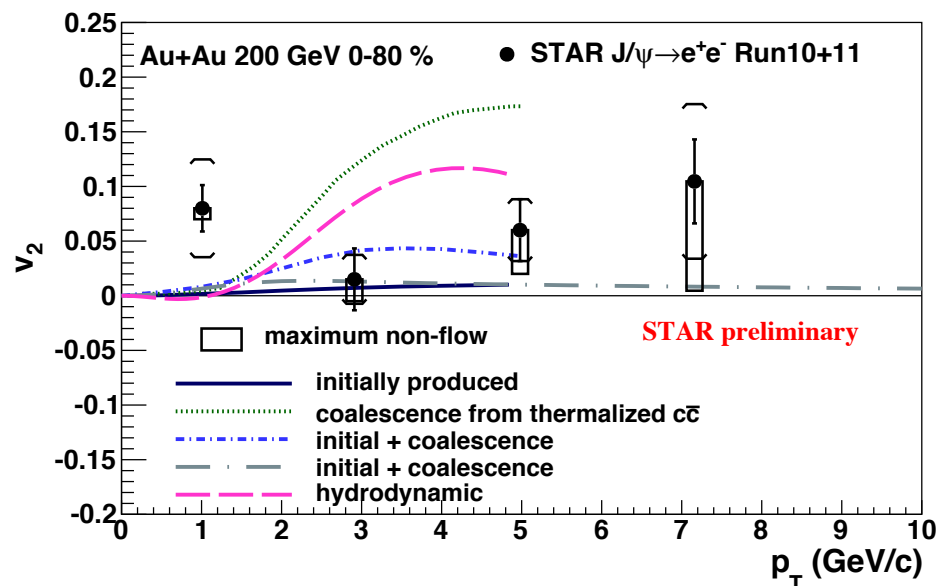 0.25
Au+Au 200 GeV 0-80 %
STAR J/ψ→e⁺e⁻ Run10+11
0.2
0.15
0.1
0.05
0
-0.05
-0.1
-0.15
-0.2
v₂
STAR preliminary
maximum non-flow
initially produced
coalescence from thermalized cc̄
initial + coalescence
initial + coalescence
hydrodynamic
0 1 2 3 4 5 6 7 8 9 10
p_T (GeV/c)